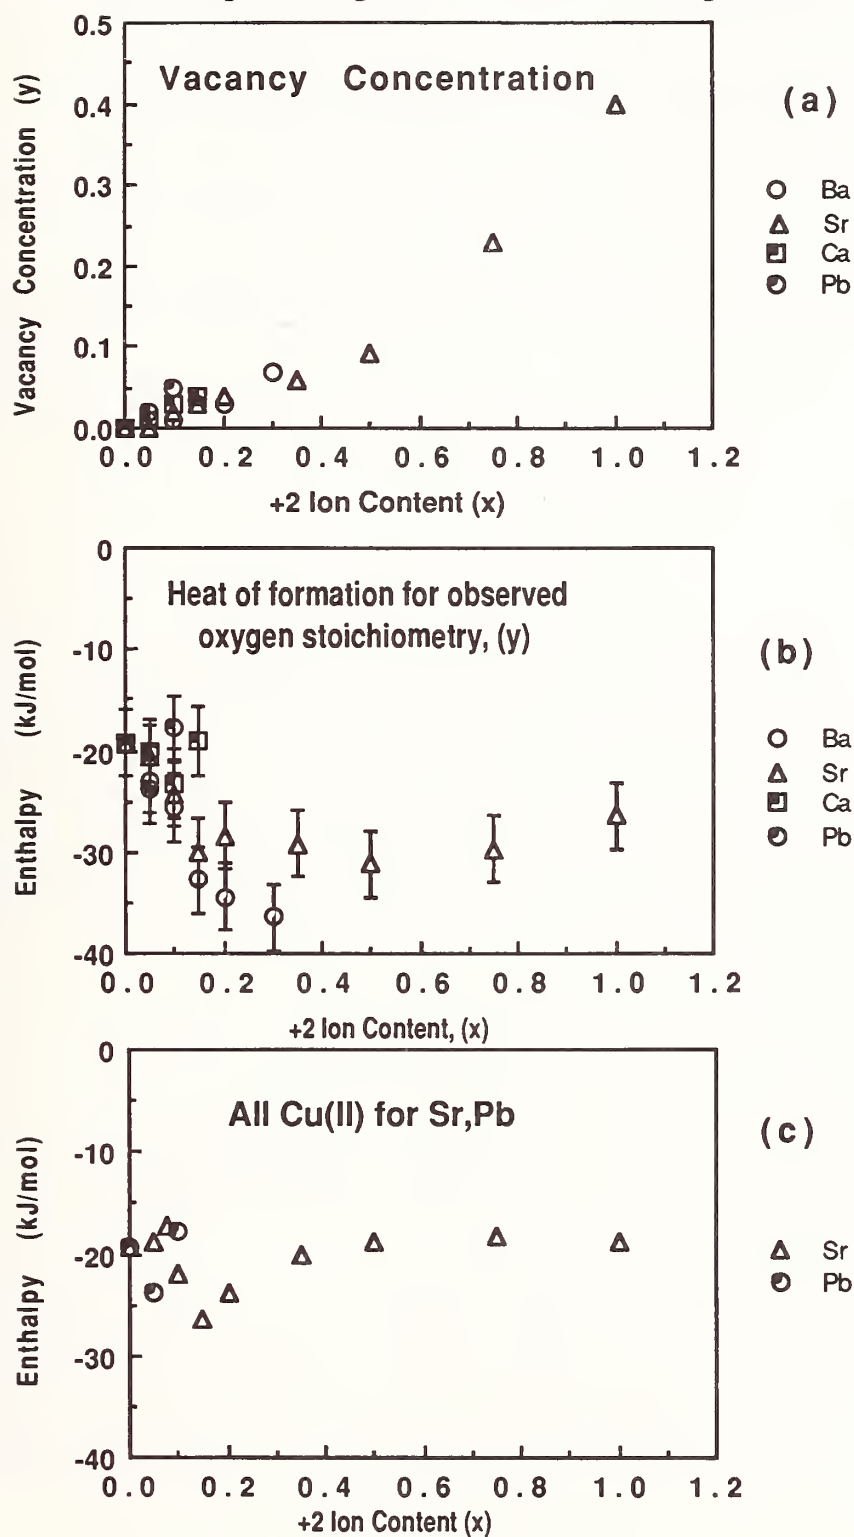 0.5
Vacancy Concentration
(a)
0.4
0.3
0.2
0.1
0.0
Vacancy Concentration (y)
Ba
Sr
Ca
Pb
0.0 0.2 0.4 0.6 0.8 1.0 1.2
+2 Ion Content (x)
0
Heat of formation for observed
oxygen stoichiometry, (y)
(b)
-10
-20
-30
-40
Enthalpy (kJ/mol)
Ba
Sr
Ca
Pb
0.0 0.2 0.4 0.6 0.8 1.0 1.2
+2 Ion Content, (x)
0
All Cu(II) for Sr,Pb
(c)
-10
-20
-30
-40
Enthalpy (kJ/mol)
Sr
Pb
0.0 0.2 0.4 0.6 0.8 1.0 1.2
+2 Ion Content (x)